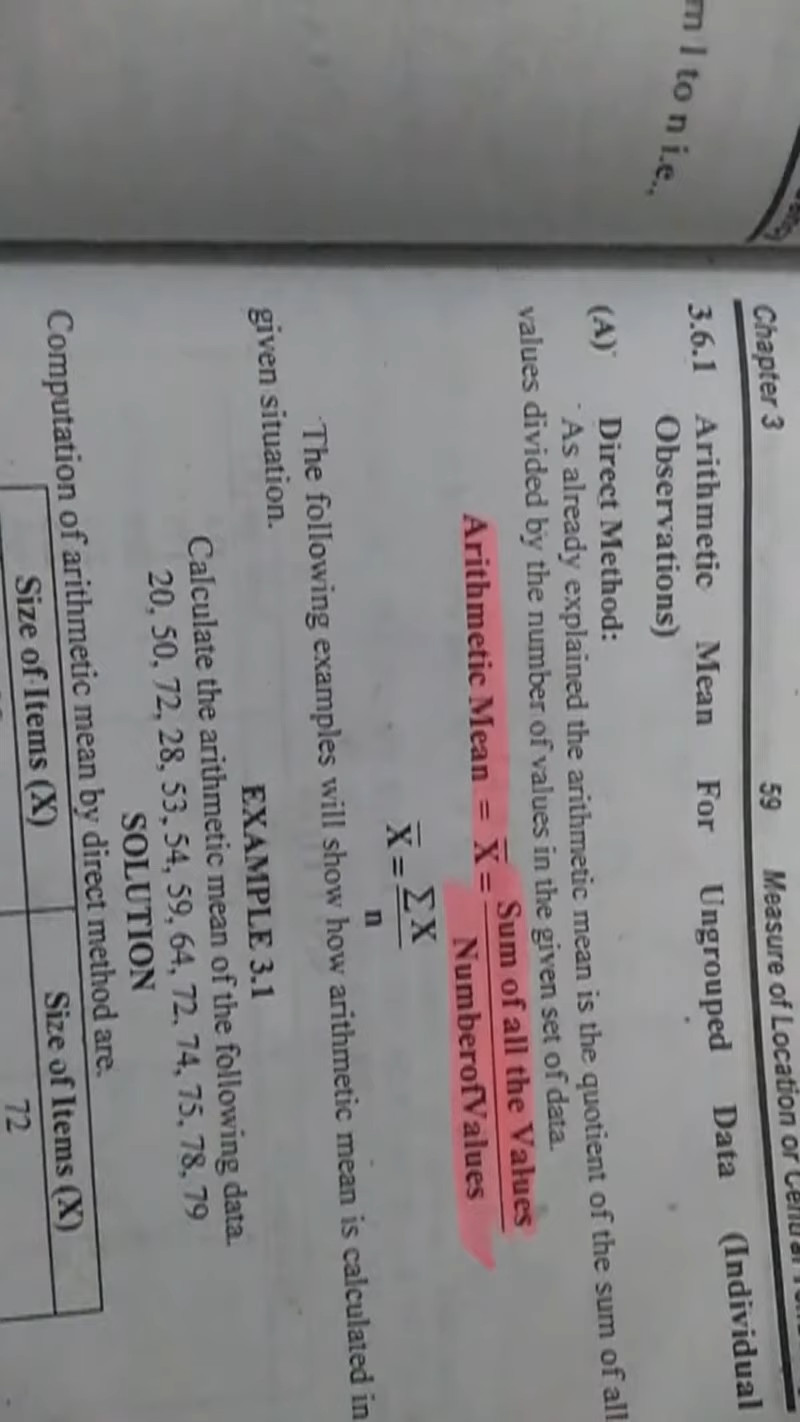 m 1 to n i.e.,
Chapter 3 59 Measure of Location or
3.6.1 Arithmetic Mean For Ungrouped Data (Individual
Observations)
(A) Direct Method:
As already explained the arithmetic mean is the quotient of the sum of all
values divided by the number of values in the given set of data.
Arithmetic Mean = X̅ = Sum of all the Values
NumberofValues
X̅ = ΣX
n
The following examples will show how arithmetic mean is calculated in
given situation.
EXAMPLE 3.1
Calculate the arithmetic mean of the following data.
20, 50, 72, 28, 53, 54, 59, 64, 72, 74, 75, 78, 79
SOLUTION
Computation of arithmetic mean by direct method are.
Size of Items (X) Size of Items (X)
72